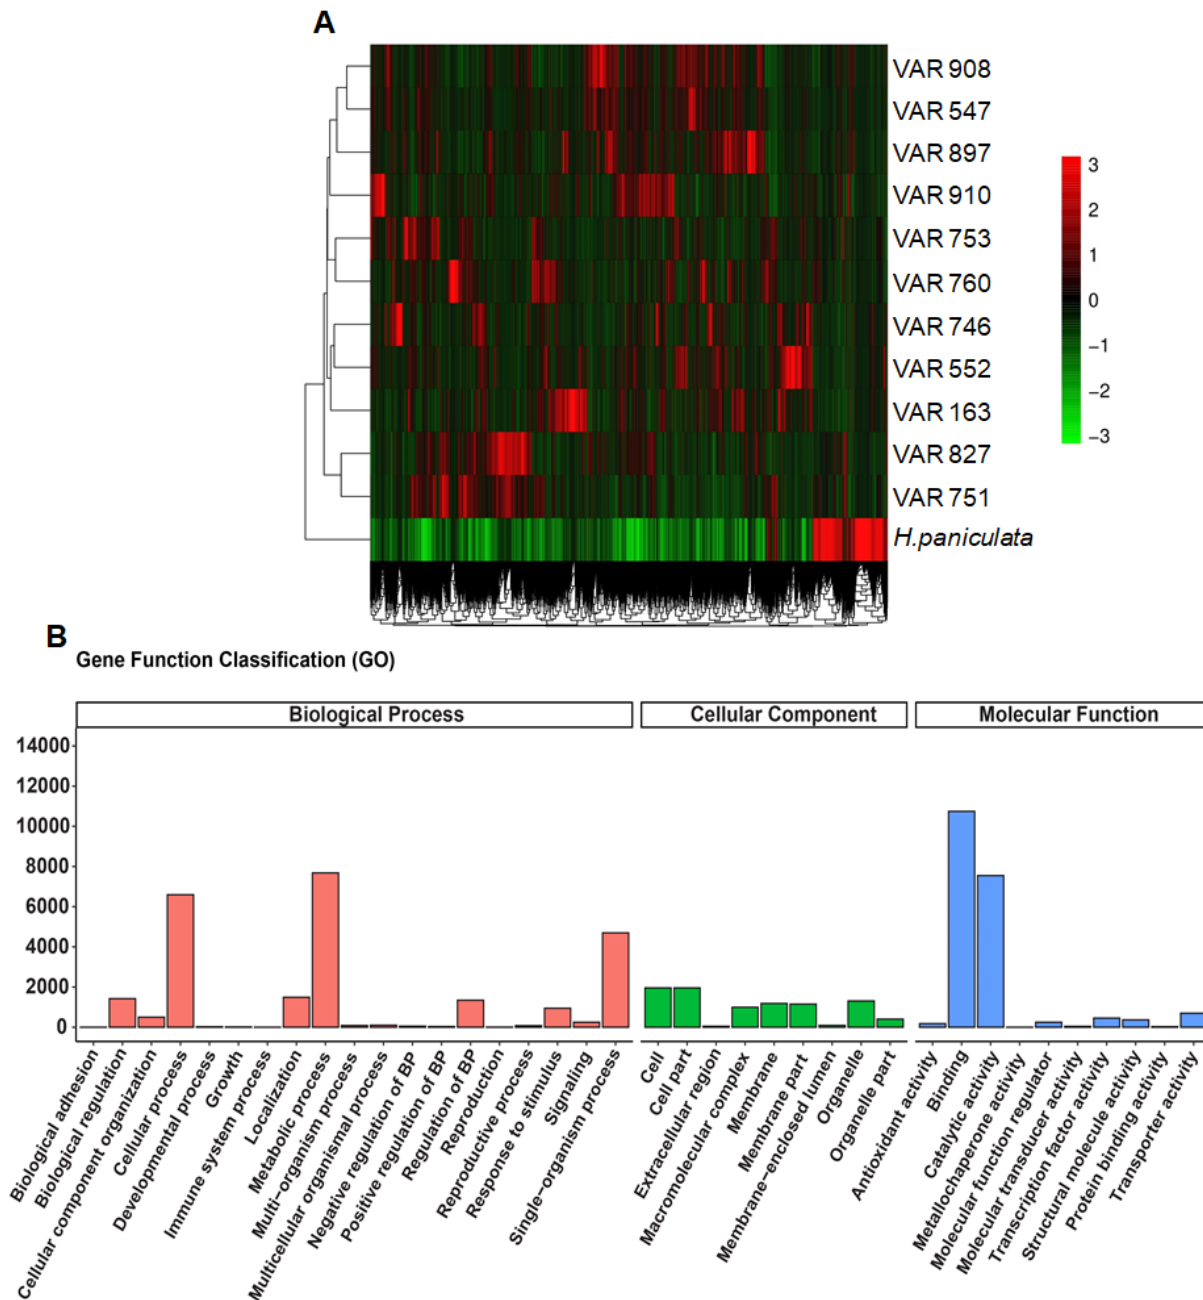 A
VAR 908
VAR 547
VAR 897
VAR 910
VAR 753
VAR 760
VAR 746
VAR 552
VAR 163
VAR 827
VAR 751
H.paniculata
3
2
1
0
−1
−2
−3
B
Gene Function Classification (GO)
Biological Process
Cellular Component
Molecular Function
14000
12000
10000
8000
6000
4000
2000
0
Biological adhesion
Biological regulation
Cellular component organization
Cellular process
Developmental process
Growth
Immune system process
Localization
Metabolic process
Multi−organism process
Multicellular organismal process
Negative regulation of BP
Positive regulation of BP
Regulation of BP
Reproduction
Reproductive process
Response to stimulus
Signaling
Single−organism process
Cell
Cell part
Extracellular region
Macromolecular complex
Membrane
Membrane part
Membrane−enclosed lumen
Organelle
Organelle part
Antioxidant activity
Binding
Catalytic activity
Metallochaperone activity
Molecular function regulator
Molecular transducer activity
Transcription factor activity
Structural molecule activity
Protein binding activity
Transporter activity